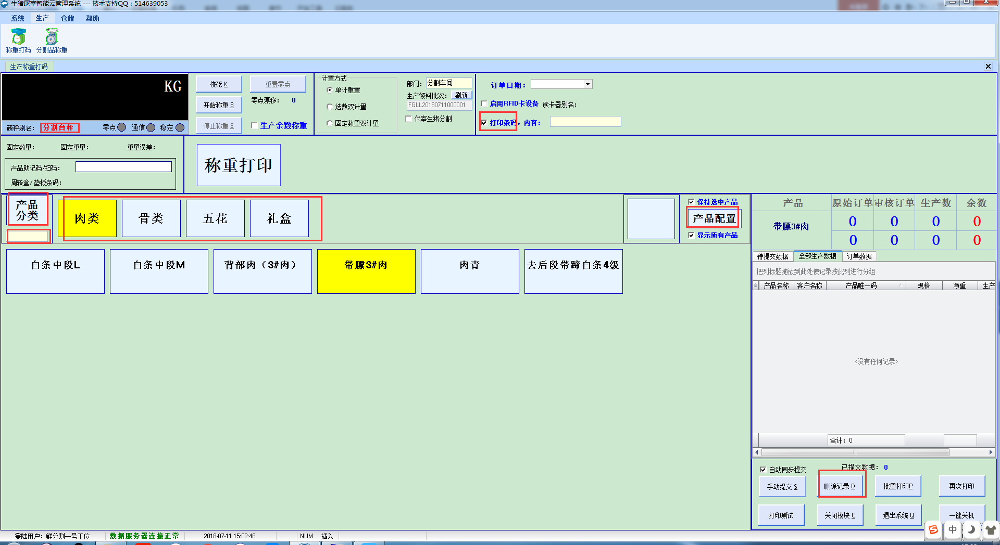 生猪屠宰智能云管理系统 --- 技术支持QQ：514639053
系统 生产 仓储 帮助
称重打码 分割品称重
生产称重打码
KG
磅秤别名： 分割台秤 零点 通信 稳定
校磅 K 重置零点
开始称重 B 零点漂移： 0
停止称重 E 生产余数称重
计量方式
单计重量
选数双计量
固定数量双计量
部门： 分割车间
生产领料批次： 刷新
FGLL20180711000001
代宰生猪分割
订单日期：
启用RFID卡设备 读卡器别名：
打印条码，内容：
固定数量： 固定重量： 重量误差：
产品助记码/扫码：
周转盒/垫板条码：
称重打印
产品
分类
肉类 骨类 五花 礼盒
保持选中产品
产品配置
显示所有产品
白条中段L 白条中段M 背部肉（3#肉） 带膘3#肉 肉青 去后段带蹄白条4级
产品 原始订单 审核订单 生产数 余数
带膘3#肉 0 0 0 0
0 0 0 0
待提交数据 全部生产数据 订单数据
把列标题拖放到此处使记录按此列进行分组
产品名称 客户名称 产品唯一码 规格 净重 生产
<没有任何记录>
合计：0
自动同步提交 已提交数据： 0
手动提交 S 删除记录 D 批量打印P 再次打印
打印测试 关闭模块 C 退出系统 Q 一键关机
登陆用户：鲜分割一号工位 数据服务器连接正常 2018-07-11 15:02:48 NUM 插入
中